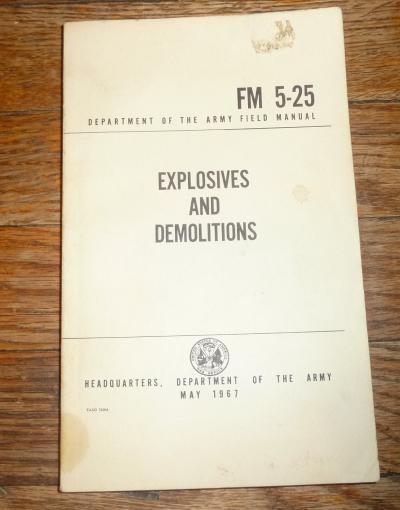 FM 5-25
DEPARTMENT OF THE ARMY FIELD MANUAL
EXPLOSIVES
AND
DEMOLITIONS
HEADQUARTERS, DEPARTMENT OF THE ARMY
MAY 1967